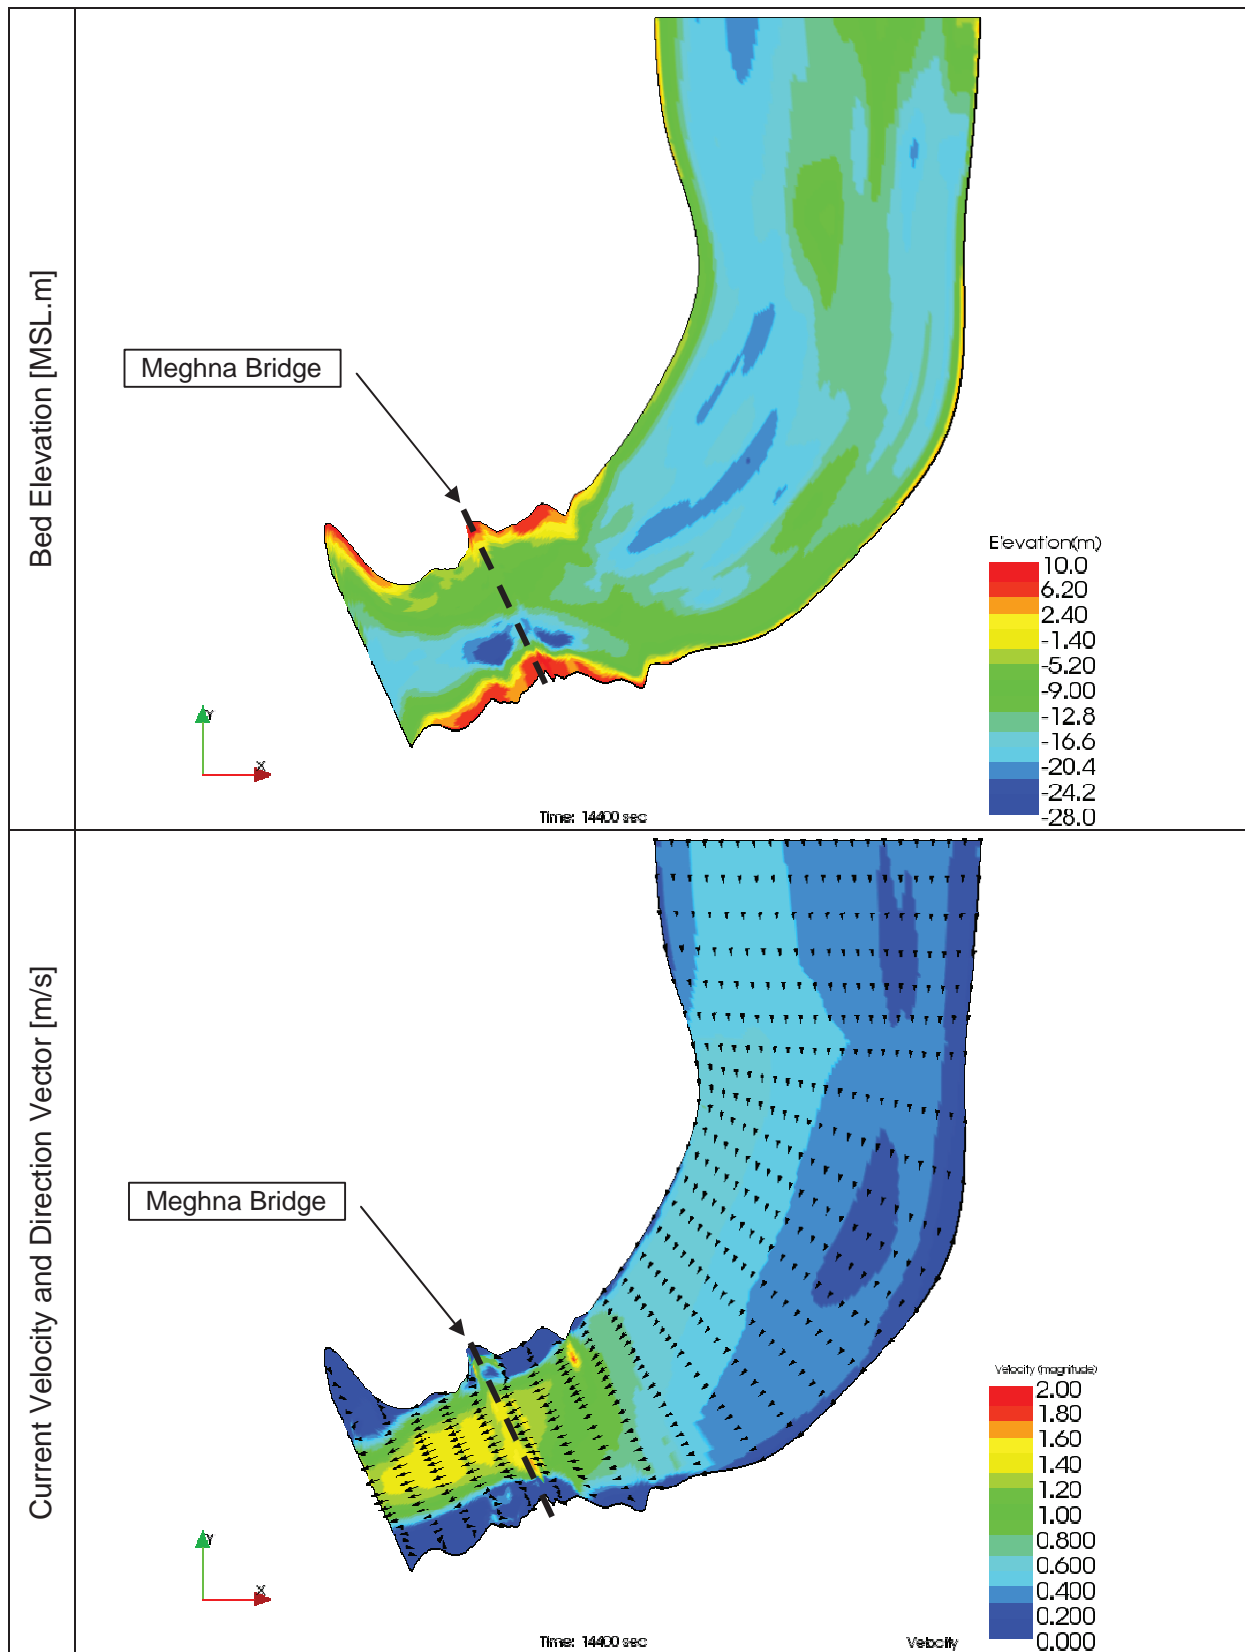 Bed Elevation [MSL.m]
Meghna Bridge
Elevation(m)
10.0
6.20
2.40
-1.40
-5.20
-9.00
-12.8
-16.6
-20.4
-24.2
-28.0
Y
X
Time: 14400 sec
Current Velocity and Direction Vector [m/s]
Meghna Bridge
Velocity (magnitude)
2.00
1.80
1.60
1.40
1.20
1.00
0.800
0.600
0.400
0.200
0.000
Y
X
Time: 14400 sec
Velocity